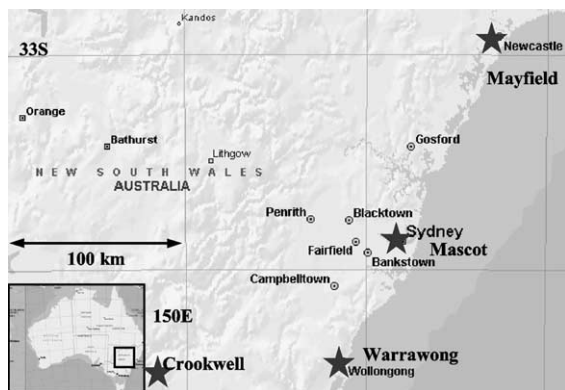 Kandos
33S
Newcastle
Mayfield
Orange
Bathurst
Gosford
Lithgow
NEW SOUTH WALES
AUSTRALIA
Penrith
Blacktown
Sydney
Fairfield
Mascot
Bankstown
100 km
Campbelltown
150E
Crookwell
Warrawong
Wollongong